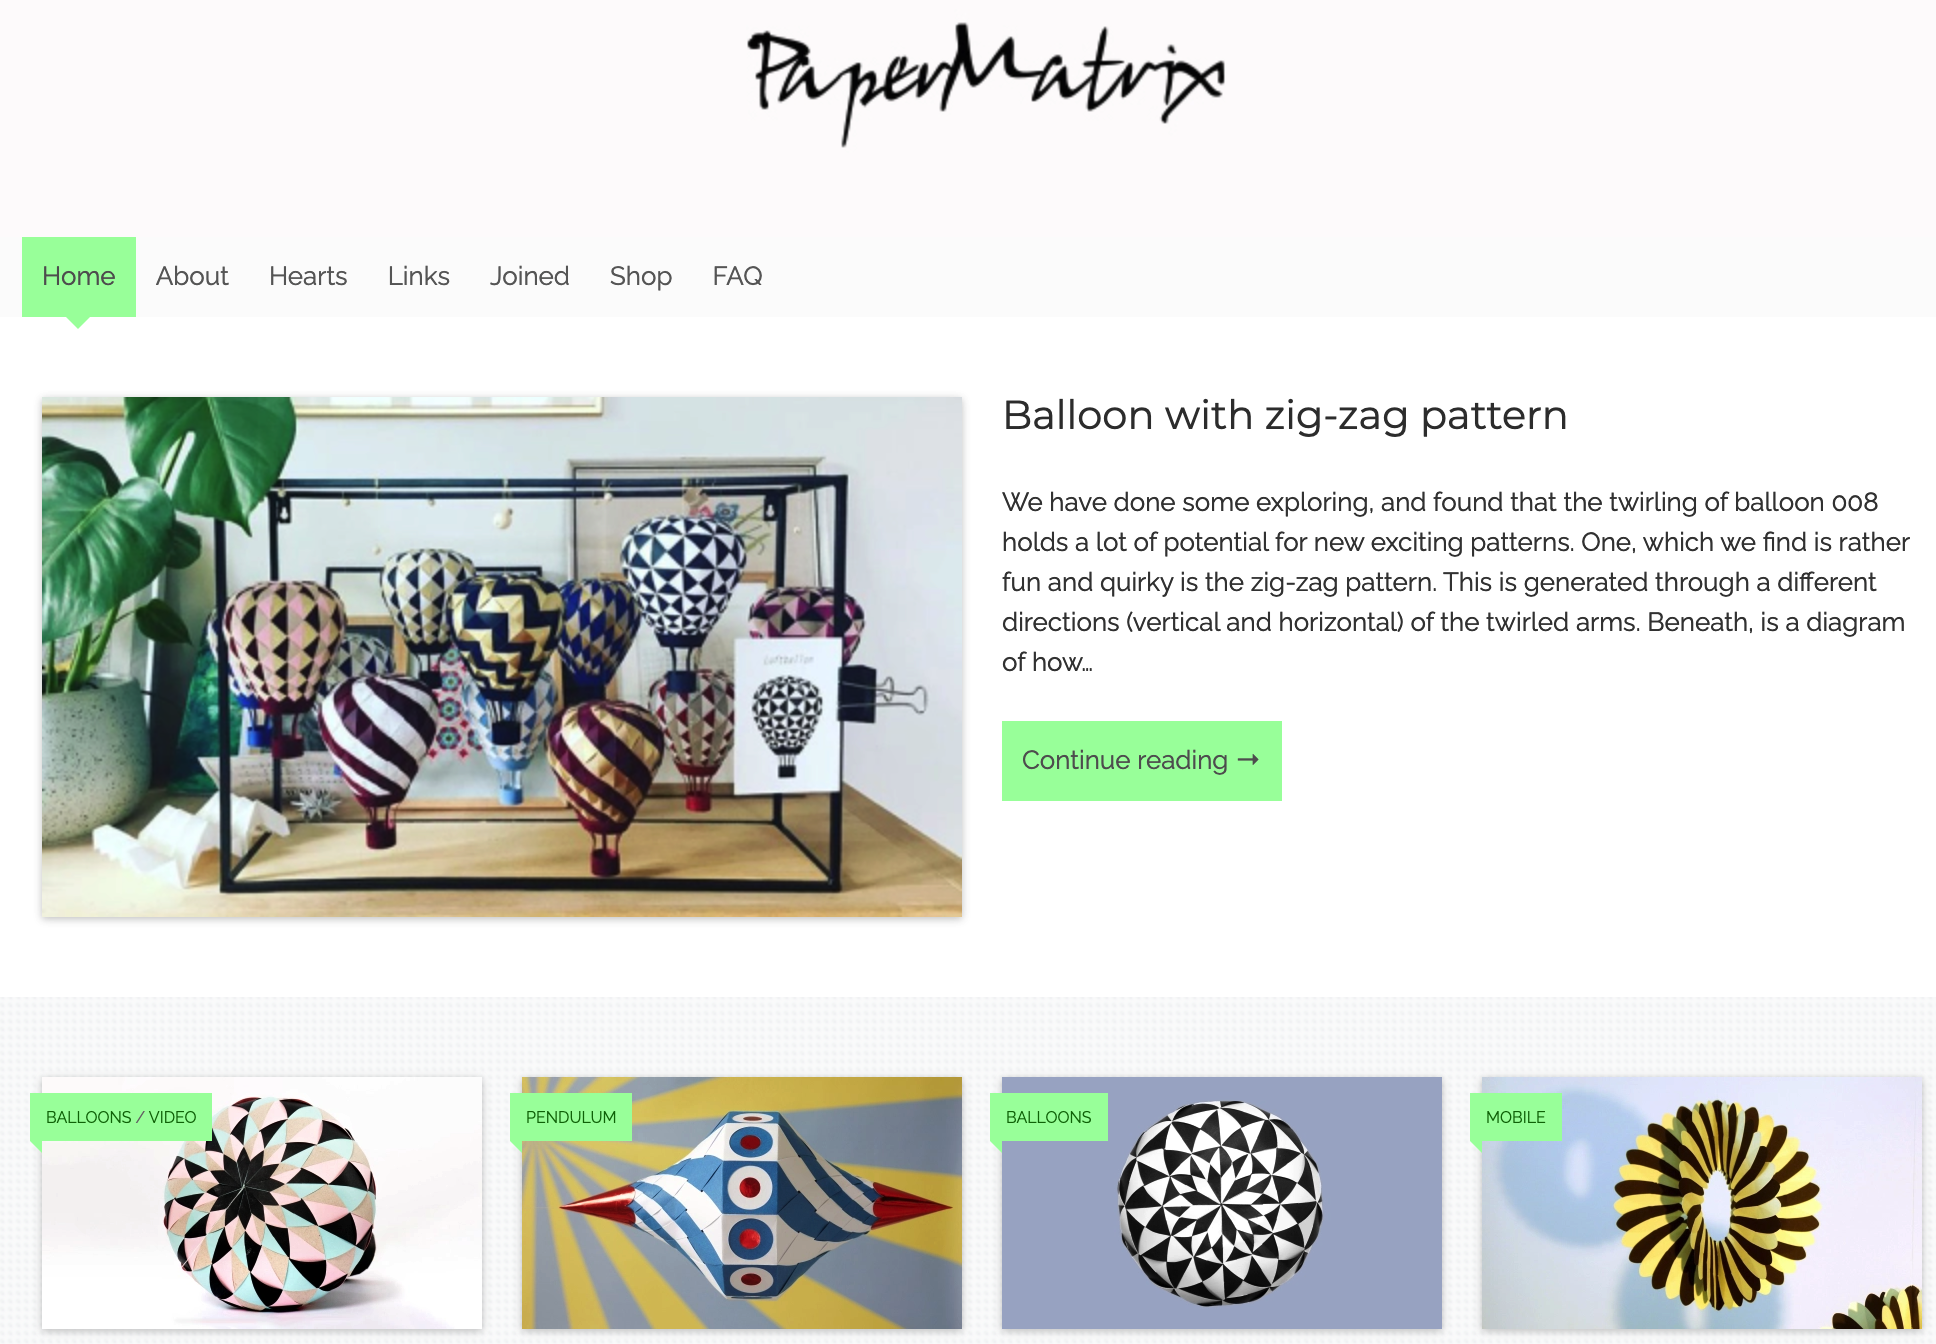 PaperMatrix
Home About Hearts Links Joined Shop FAQ
Balloon with zig-zag pattern
We have done some exploring, and found that the twirling of balloon 008
holds a lot of potential for new exciting patterns. One, which we find is rather
fun and quirky is the zig-zag pattern. This is generated through a different
directions (vertical and horizontal) of the twirled arms. Beneath, is a diagram
of how...
Continue reading →
Luftballon
BALLOONS / VIDEO
PENDULUM
BALLOONS
MOBILE